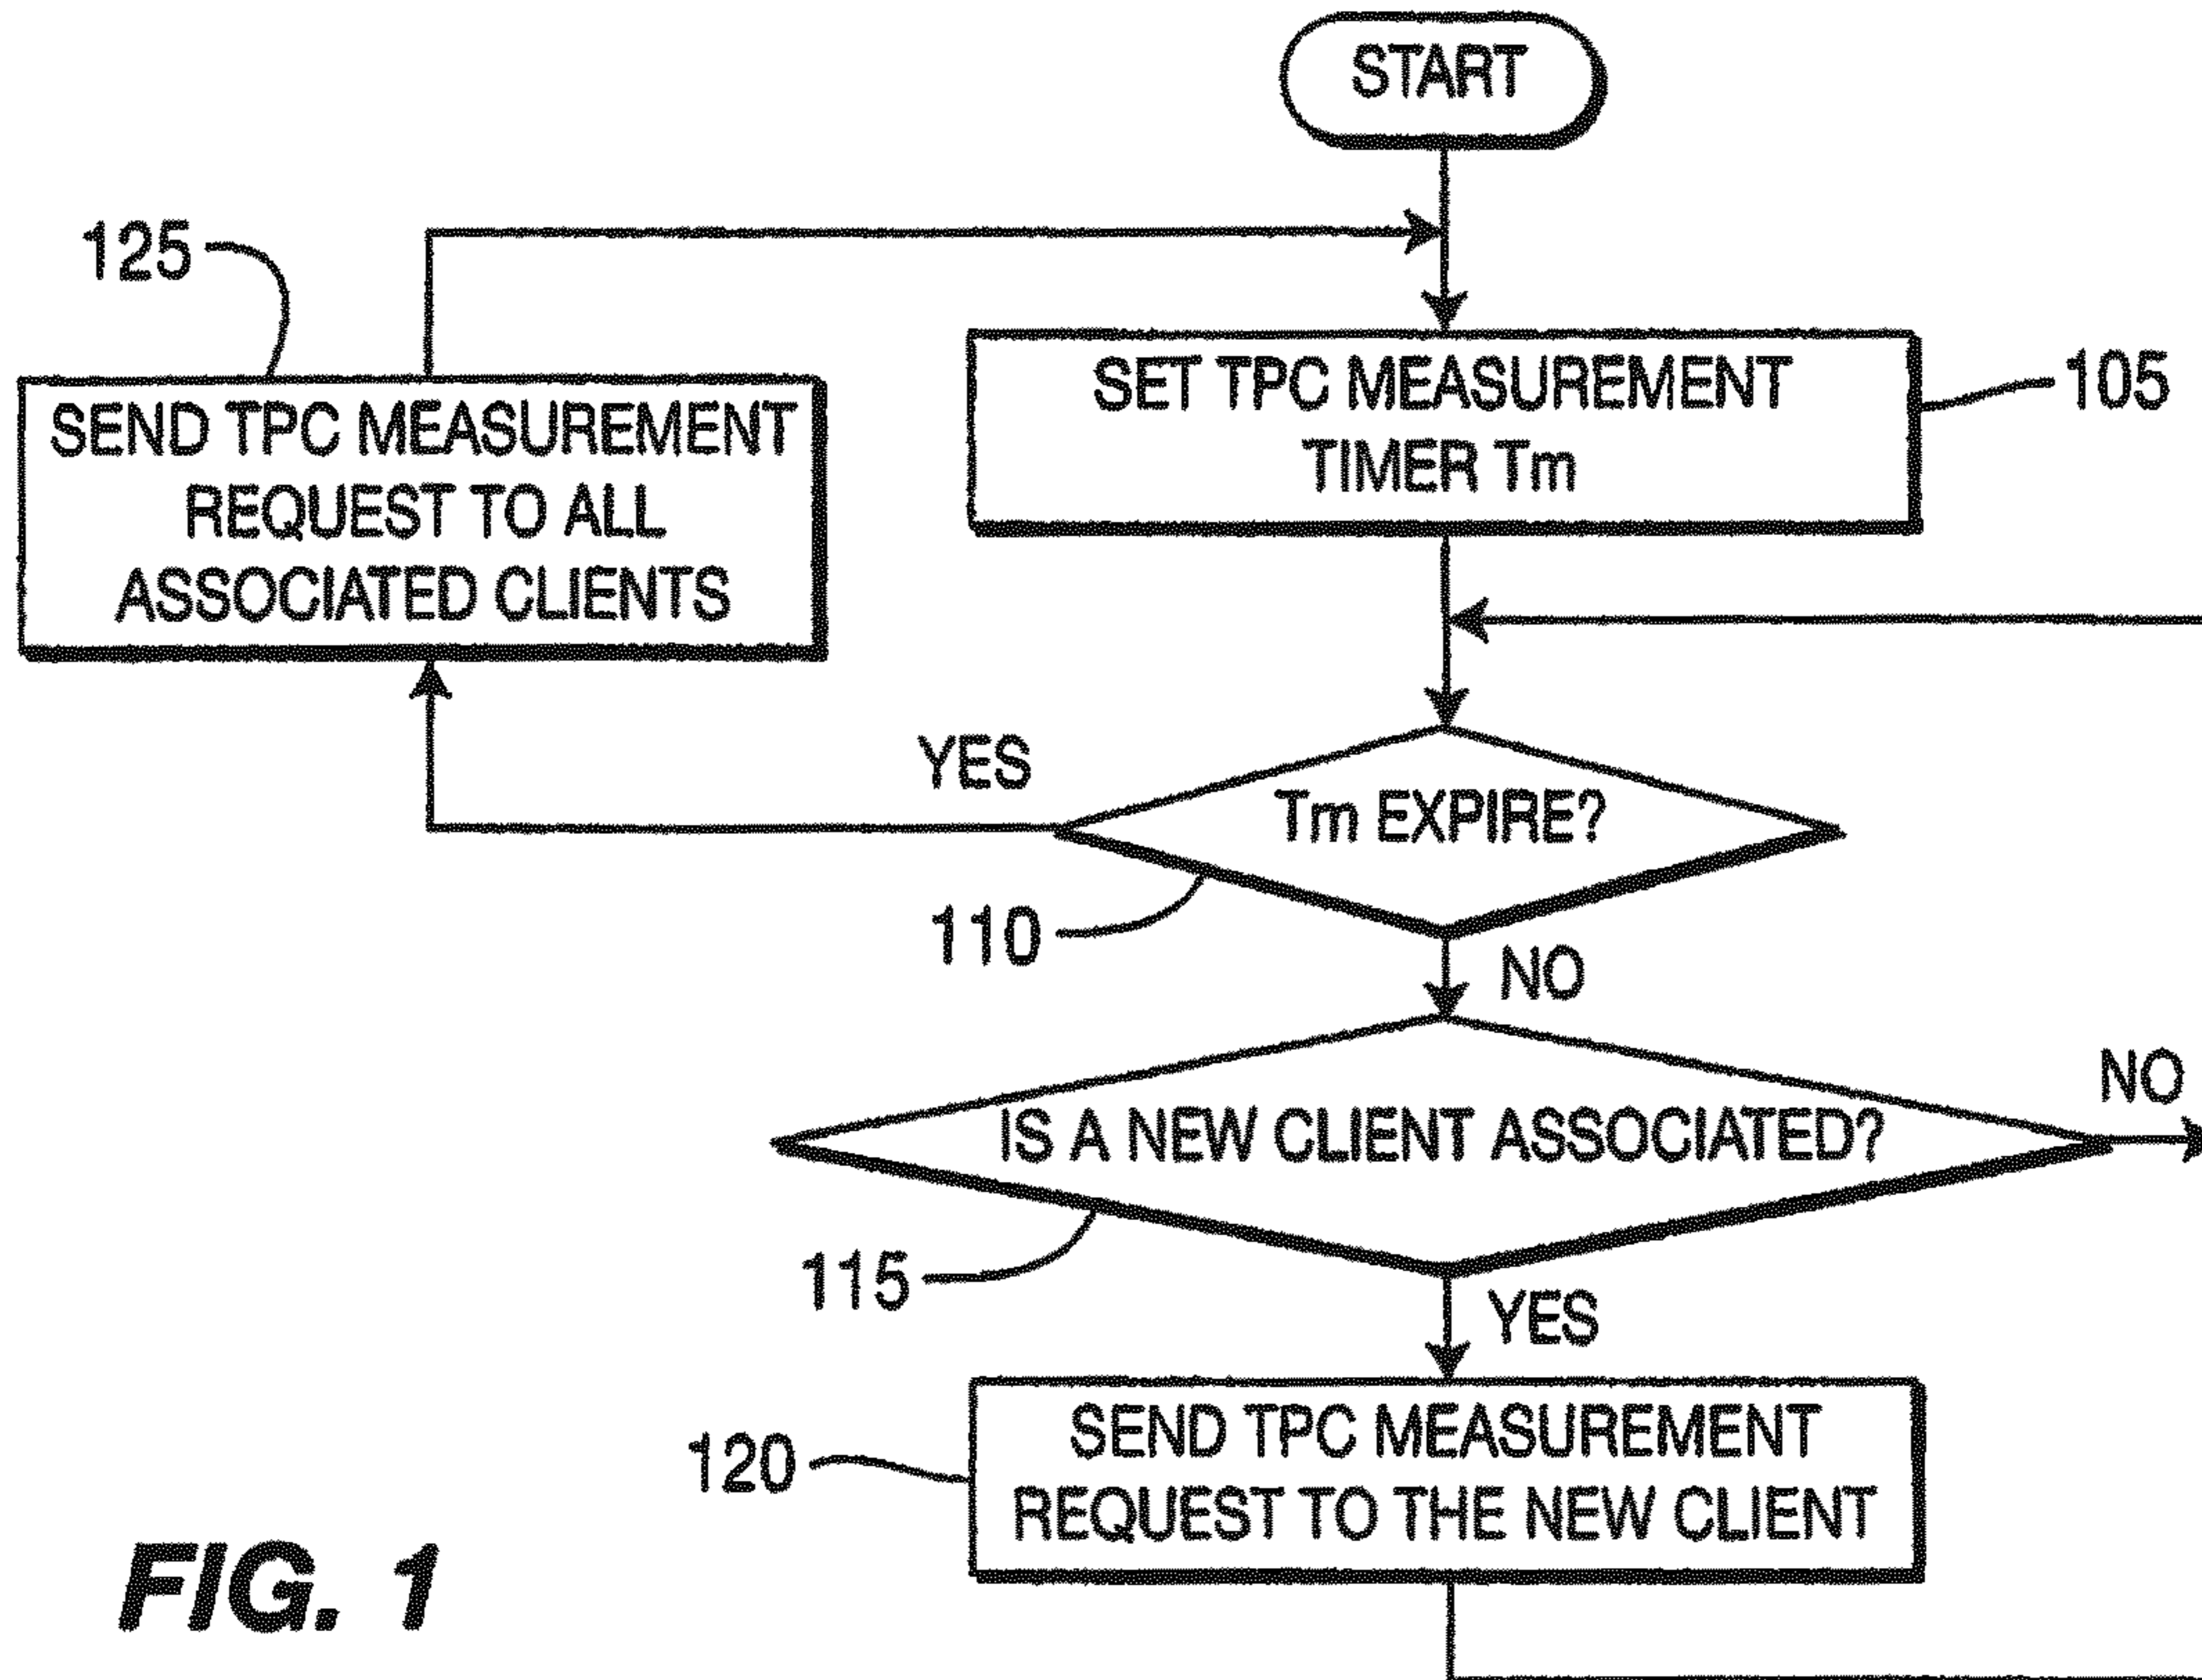 START
125
SEND TPC MEASUREMENT
REQUEST TO ALL
ASSOCIATED CLIENTS
SET TPC MEASUREMENT
TIMER Tm
105
YES
Tm EXPIRE?
110
NO
IS A NEW CLIENT ASSOCIATED?
NO
115
YES
SEND TPC MEASUREMENT
REQUEST TO THE NEW CLIENT
120
FIG. 1